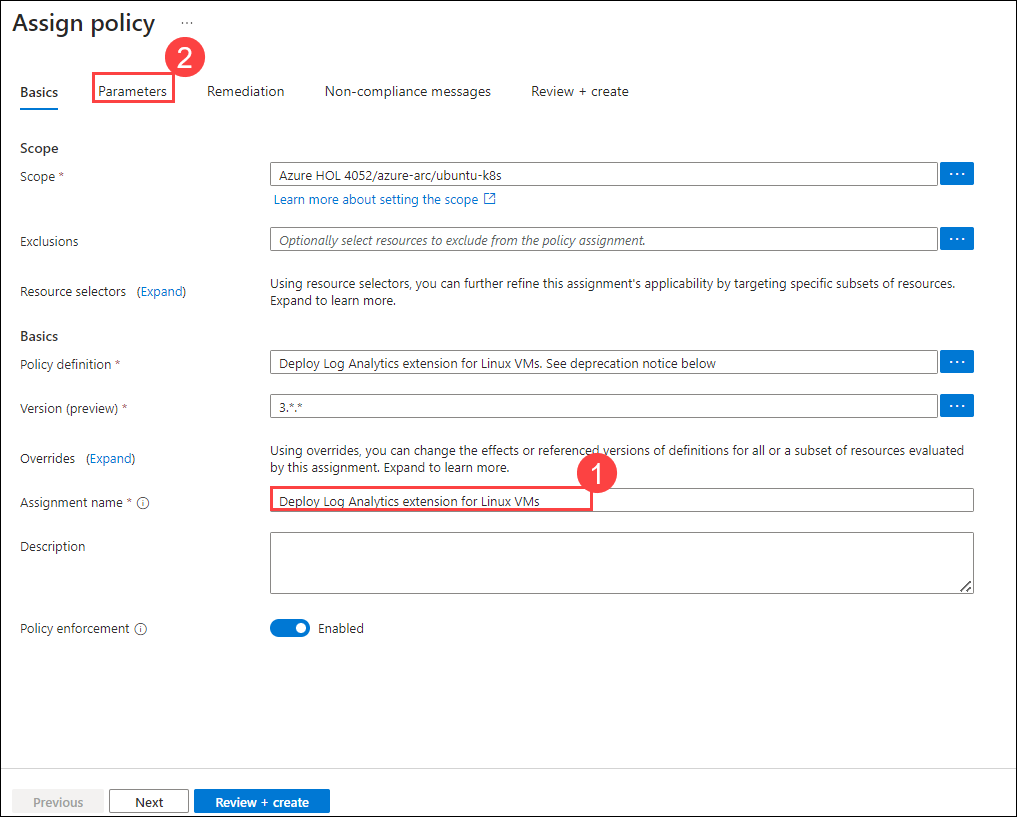 Assign policy ...
2
Basics Parameters Remediation Non-compliance messages Review + create
Scope
Scope * Azure HOL 4052/azure-arc/ubuntu-k8s ...
Learn more about setting the scope
Exclusions Optionally select resources to exclude from the policy assignment. ...
Resource selectors (Expand) Using resource selectors, you can further refine this assignment's applicability by targeting specific subsets of resources.
Expand to learn more.
Basics
Policy definition * Deploy Log Analytics extension for Linux VMs. See deprecation notice below ...
Version (preview) * 3.*.* ...
Overrides (Expand) Using overrides, you can change the effects or referenced versions of definitions for all or a subset of resources evaluated
by this assignment. Expand to learn more.
1
Assignment name * Deploy Log Analytics extension for Linux VMs
Description
Policy enforcement Enabled
Previous Next Review + create